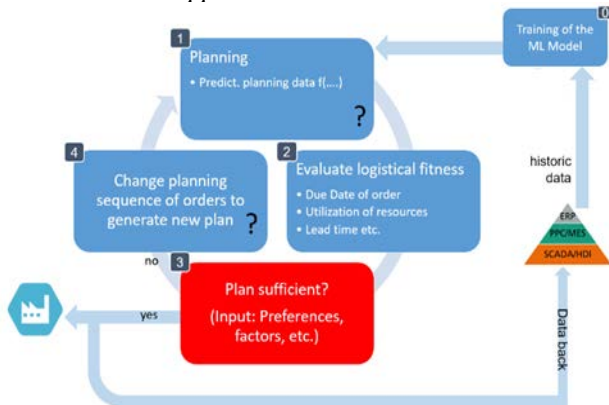 0
Training of the
ML Model
1
Planning
• Predict. planning data f(....)
?
4
Change planning
sequence of orders to
generate new plan
?
2
Evaluate logistical fitness
• Due Date of order
• Utilization of resources
• Lead time etc.
historic
data
ERP
PPC/MES
SCADA/HDI
no
3
Plan sufficient?
(Input: Preferences,
factors, etc.)
yes
Data back